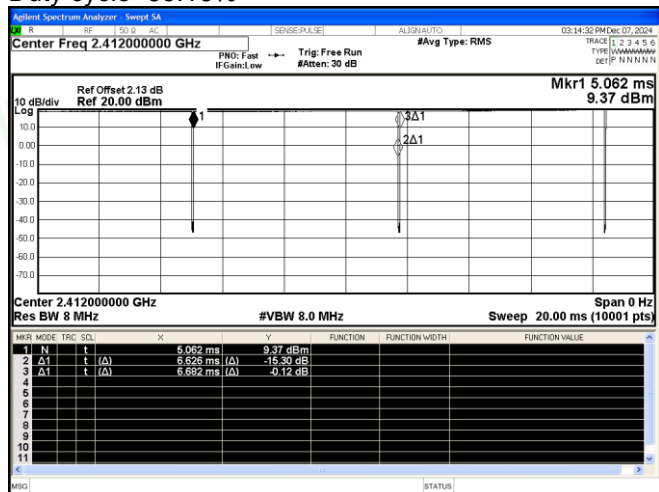 Agilent Spectrum Analyzer - Swept SA
R RF 50 Ω AC SENSE:PULSE ALIGNAUTO 03:14:32 PM Dec 07, 2024
Center Freq 2.412000000 GHz #Avg Type: RMS TRACE 1 2 3 4 5 6
PNO: Fast Trig: Free Run TYPE
IFGain:Low #Atten: 30 dB DET P N N N N N
Mkr1 5.062 ms
Ref Offset 2.13 dB
10 dB/div Ref 20.00 dBm 9.37 dBm
Log
1 3Δ1
10.0
2Δ1
0.00
-10.0
-20.0
-30.0
-40.0
-50.0
-60.0
-70.0
Center 2.412000000 GHz Span 0 Hz
Res BW 8 MHz #VBW 8.0 MHz Sweep 20.00 ms (10001 pts)
MKR MODE TRC SCL X Y FUNCTION FUNCTION WIDTH FUNCTION VALUE
1 N t 5.062 ms 9.37 dBm
2 Δ1 t (Δ) 6.626 ms (Δ) -15.30 dB
3 Δ1 t (Δ) 6.682 ms (Δ) -0.12 dB
4
5
6
7
8
9
10
11
MSG STATUS